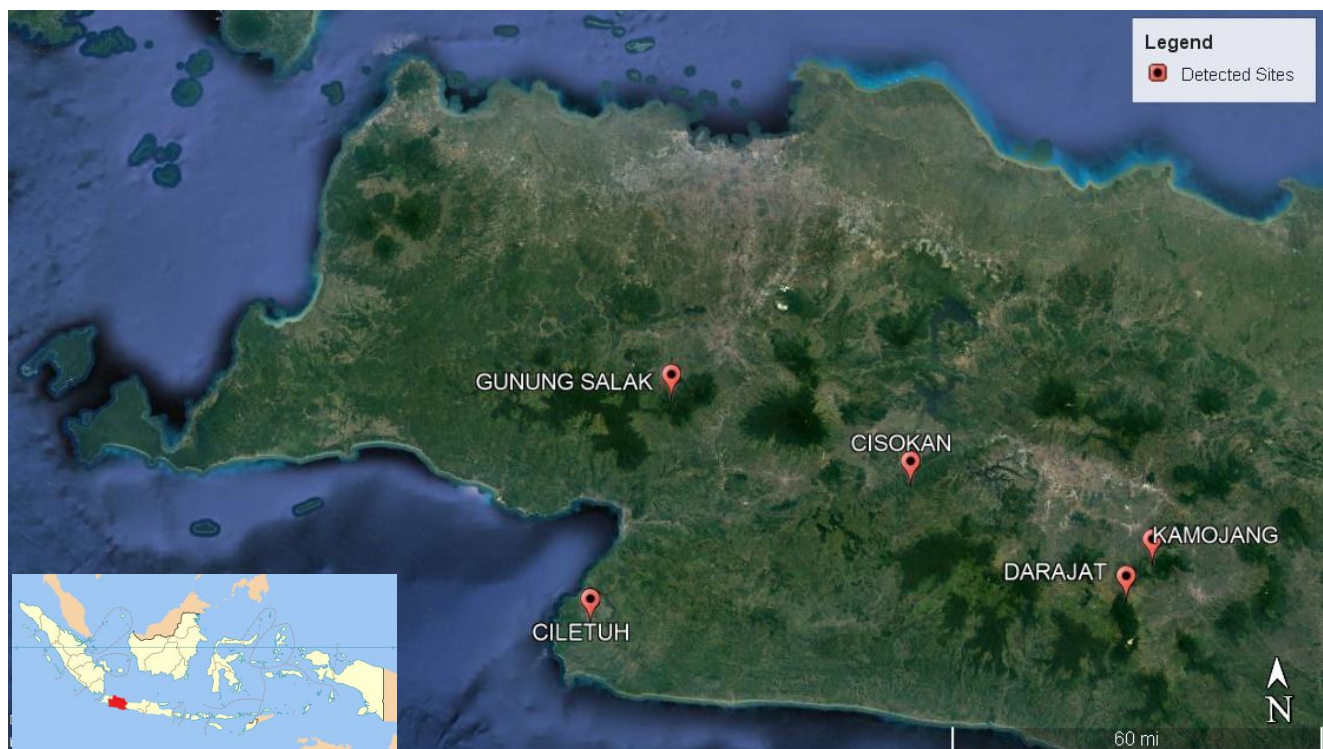 Legend
Detected Sites
GUNUNG SALAK
CISOKAN
KAMOJANG
DARAJAT
CILETUH
N
60 mi